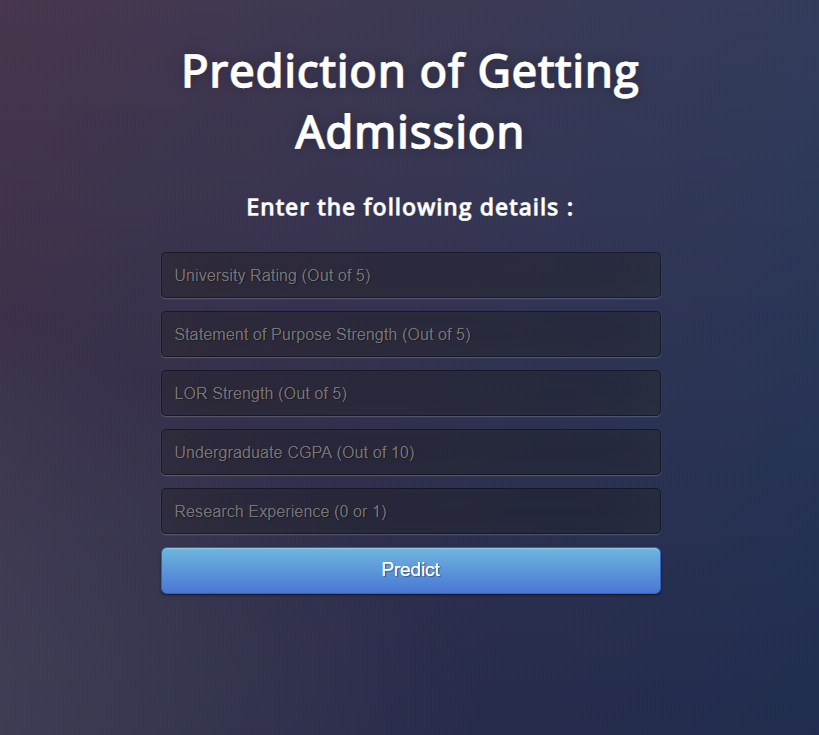 Prediction of Getting
Admission
Enter the following details :
University Rating (Out of 5)
Statement of Purpose Strength (Out of 5)
LOR Strength (Out of 5)
Undergraduate CGPA (Out of 10)
Research Experience (0 or 1)
Predict